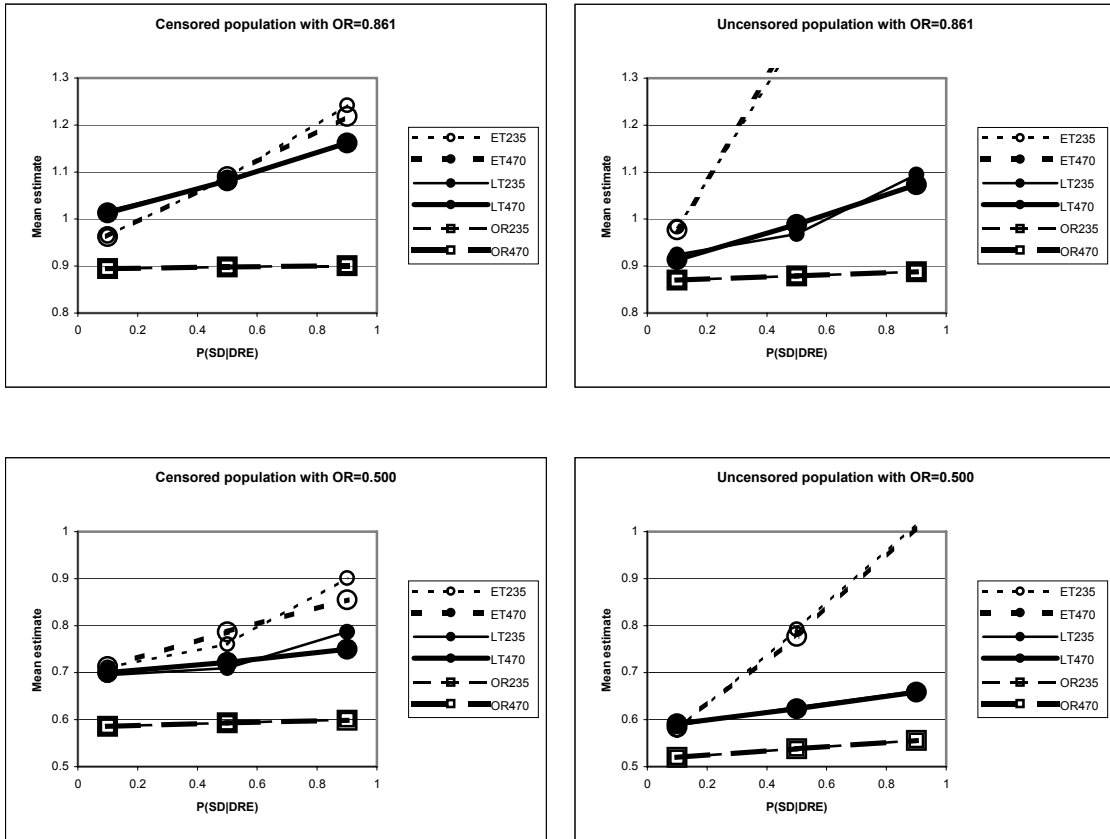 Censored population with OR=0.861
1.3
1.2
1.1
1
0.9
0.8
Mean estimate
0 0.2 0.4 0.6 0.8 1
P(SD|DRE)
ET235
ET470
LT235
LT470
OR235
OR470
Uncensored population with OR=0.861
1.3
1.2
1.1
1
0.9
0.8
Mean estimate
0 0.2 0.4 0.6 0.8 1
P(SD|DRE)
ET235
ET470
LT235
LT470
OR235
OR470
Censored population with OR=0.500
1
0.9
0.8
0.7
0.6
0.5
Mean estimate
0 0.2 0.4 0.6 0.8 1
P(SD|DRE)
ET235
ET470
LT235
LT470
OR235
OR470
Uncensored population with OR=0.500
1
0.9
0.8
0.7
0.6
0.5
Mean estimate
0 0.2 0.4 0.6 0.8 1
P(SD|DRE)
ET235
ET470
LT235
LT470
OR235
OR470